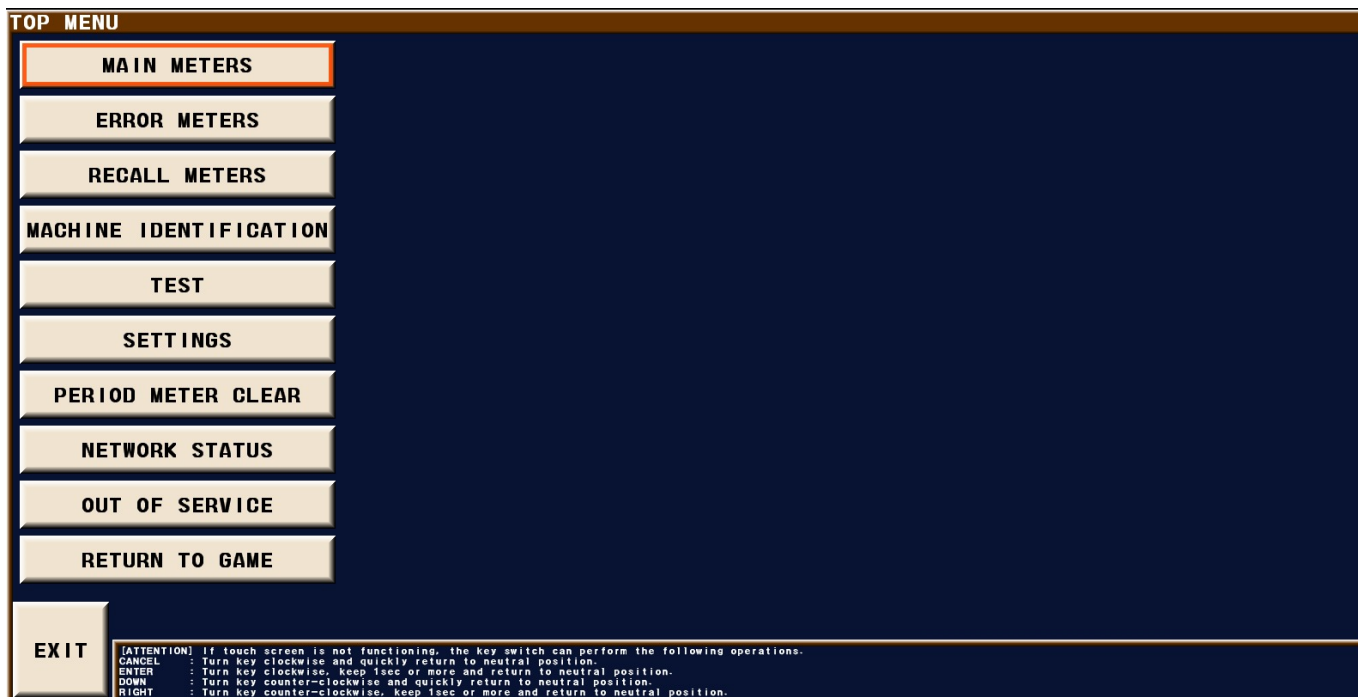 TOP MENU
MAIN METERS
ERROR METERS
RECALL METERS
MACHINE IDENTIFICATION
TEST
SETTINGS
PERIOD METER CLEAR
NETWORK STATUS
OUT OF SERVICE
RETURN TO GAME
EXIT
[ATTENTION] If touch screen is not functioning, the key switch can perform the following operations.
CANCEL : Turn key clockwise and quickly return to neutral position.
ENTER : Turn key clockwise, keep 1sec or more and return to neutral position.
DOWN : Turn key counter-clockwise and quickly return to neutral position.
RIGHT : Turn key counter-clockwise, keep 1sec or more and return to neutral position.